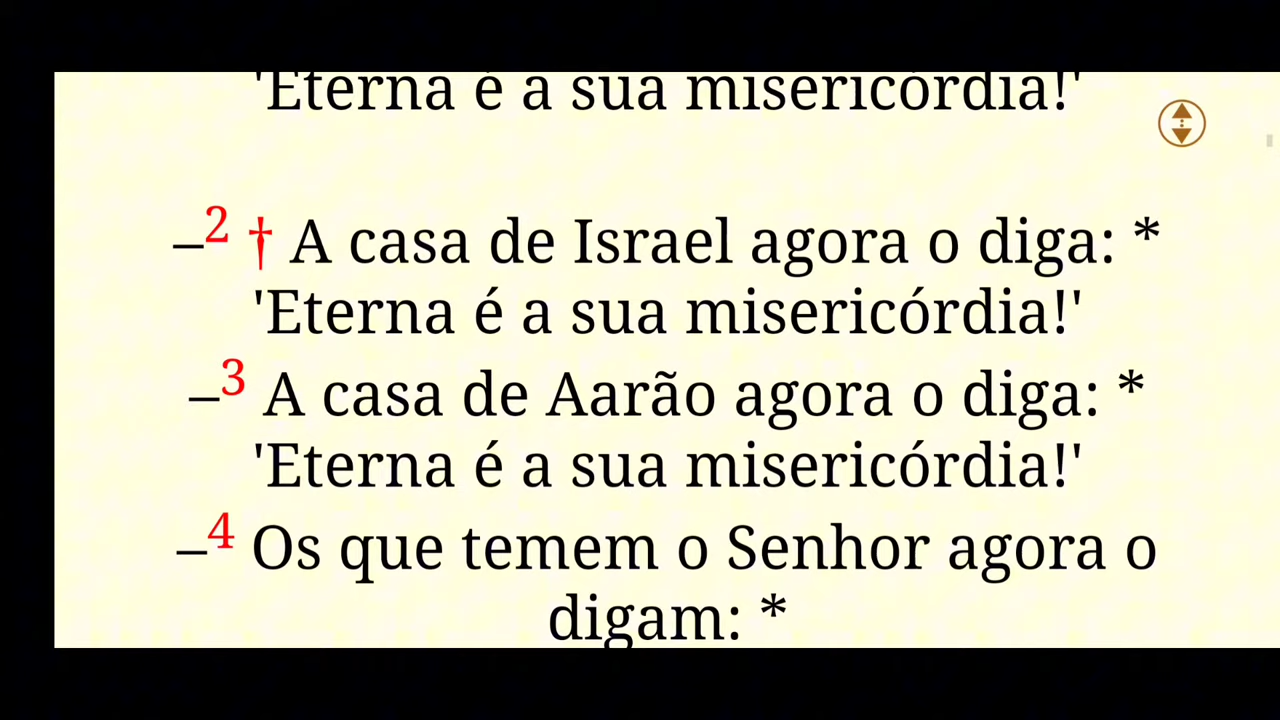 'Eterna é a sua misericórdia!'
–2 † A casa de Israel agora o diga: *
'Eterna é a sua misericórdia!'
–3 A casa de Aarão agora o diga: *
'Eterna é a sua misericórdia!'
–4 Os que temem o Senhor agora o
digam: *